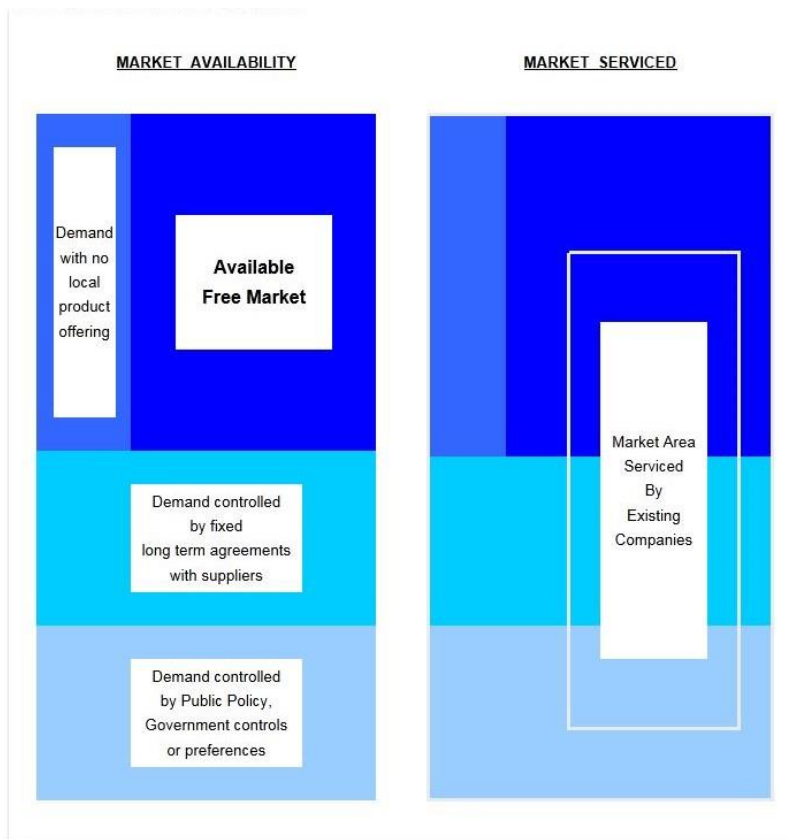 MARKET AVAILABILITY
MARKET SERVICED
Demand
with no
local
product
offering
Available
Free Market
Demand controlled
by fixed
long term agreements
with suppliers
Demand controlled
by Public Policy,
Government controls
or preferences
Market Area
Serviced
By
Existing
Companies